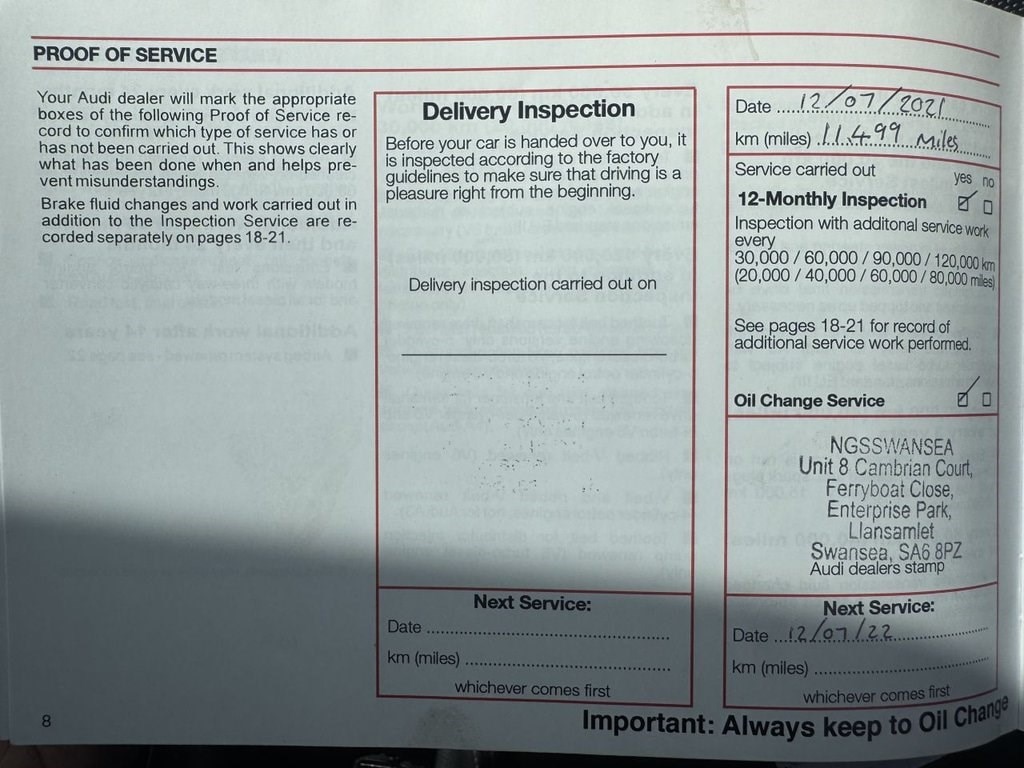 PROOF OF SERVICE
Your Audi dealer will mark the appropriate
boxes of the following Proof of Service re-
cord to confirm which type of service has or
has not been carried out. This shows clearly
what has been done when and helps pre-
vent misunderstandings.
Brake fluid changes and work carried out in
addition to the Inspection Service are re-
corded separately on pages 18-21.
8
Delivery Inspection
Before your car is handed over to you, it
is inspected according to the factory
guidelines to make sure that driving is a
pleasure right from the beginning.
Delivery inspection carried out on
Next Service:
Date
km (miles)
whichever comes first
Date 12/07/2021
km (miles) 11499 Miles
Service carried out
yes no
12-Monthly Inspection
Inspection with additonal service work
every
30,000 / 60,000 / 90,000 / 120,000 km
(20,000 / 40,000 / 60,000 / 80,000 miles)
See pages 18-21 for record of
additional service work performed.
Oil Change Service
NGSSWANSEA
Unit 8 Cambrian Court,
Ferryboat Close,
Enterprise Park,
Llansamlet
Swansea, SA6 8PZ
Audi dealers stamp
Next Service:
Date 12/07/22
km (miles)
whichever comes first
Important: Always keep to Oil Change